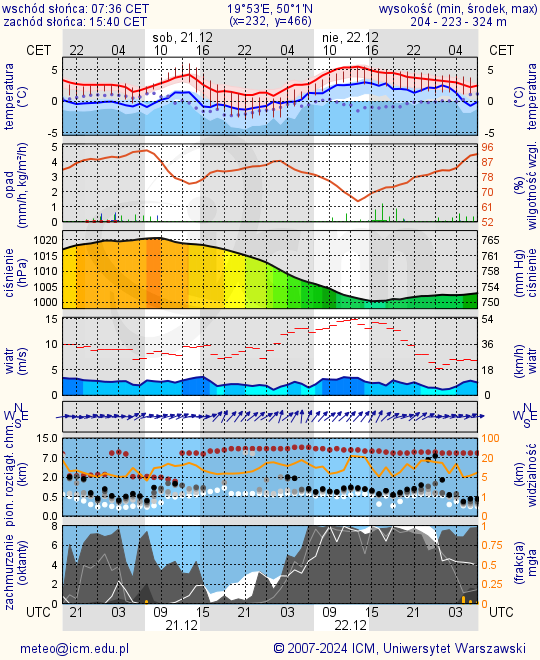 wschód słońca: 07:36 CET
zachód słońca: 15:40 CET
19°53'E, 50°1'N
(x=232, y=466)
wysokość (min, środek, max)
204 - 223 - 324 m
sob, 21.12
nie, 22.12
CET 22 04 10 16 22 04 10 16 22 04 CET
temperatura
(°C)
5
0
-5
5
0
-5
(°C)
temperatura
opad
(mm/h, kg/m²/h)
5
4
3
2
1
0
96
87
78
70
61
52
(%)
wilgotność wzgl.
ciśnienie
(hPa)
1020
1015
1010
1005
1000
765
761
758
754
750
(mm Hg)
ciśnienie
wiatr
(m/s)
15
10
5
0
54
36
18
0
(km/h)
wiatr
N
W E
S
N
W E
S
pion. rozciągł. chm.
(km)
15.0
7.0
2.0
0.5
0.0
100
20
5
1
0
(km)
widzialność
zachmurzenie
(oktanty)
8
6
4
2
0
1
0.75
0.5
0.25
0
(frakcja)
mgła
UTC 21 03 09 15 21 03 09 15 21 03 UTC
21.12
22.12
meteo@icm.edu.pl
© 2007-2024 ICM, Uniwersytet Warszawski